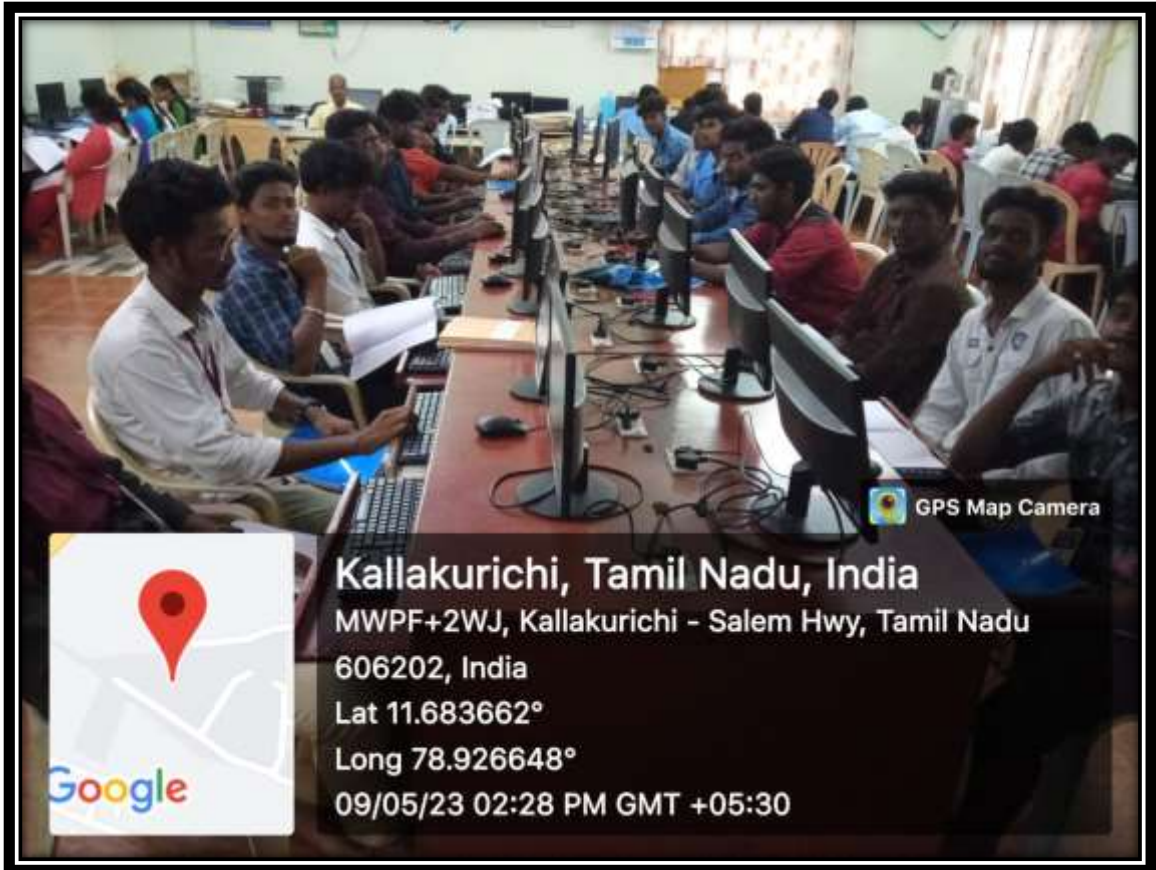 GPS Map Camera
Kallakurichi, Tamil Nadu, India
MWPF+2WJ, Kallakurichi - Salem Hwy, Tamil Nadu
606202, India
Lat 11.683662°
Long 78.926648°
09/05/23 02:28 PM GMT +05:30
Google